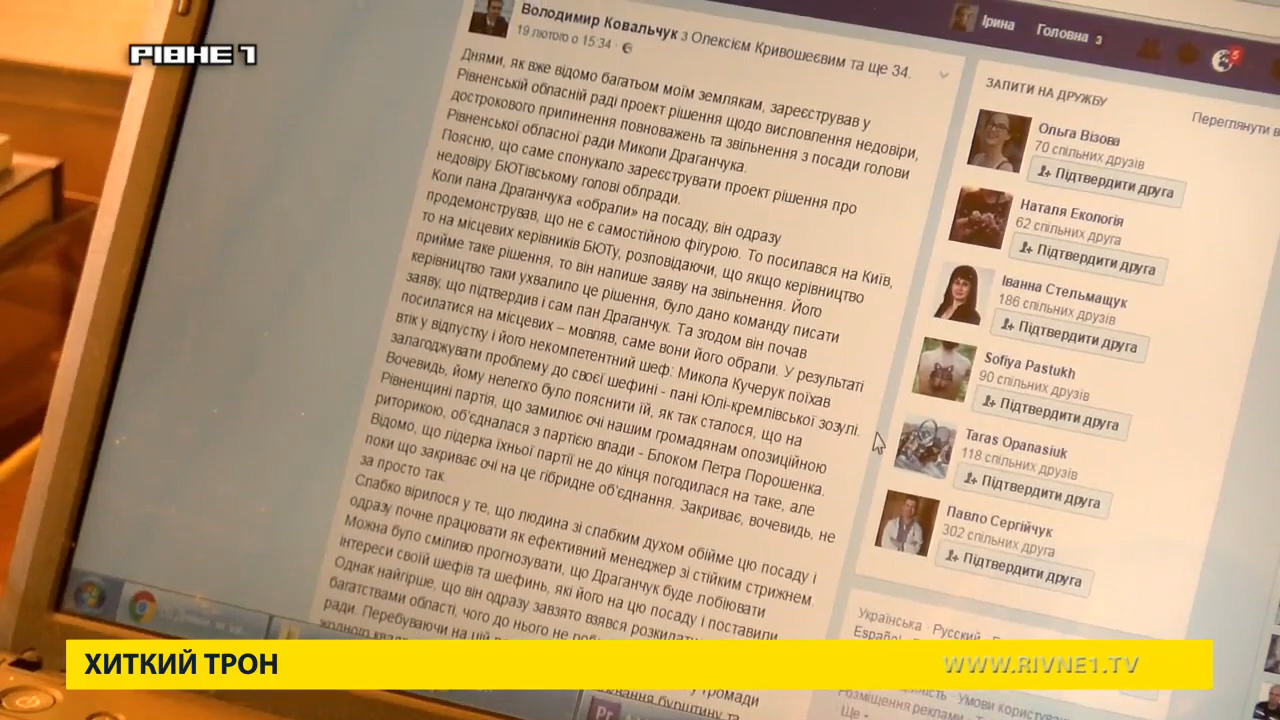 РІВНЕ 1
Володимир Ковальчук з Олексієм Кривошеєвим та ще 34.
19 лютого о 15:34
Днями, як вже відомо багатьом моїм землякам, зареєстрував у
Рівненській обласній раді проект рішення щодо висловлення недовіри,
дострокового припинення повноважень та звільнення з посади голови
Рівненської обласної ради Миколи Драганчука.
Поясню, що саме спонукало зареєструвати проект рішення про
недовіру БЮТівському голові облради.
Коли пана Драганчука «обрали» на посаду, він одразу
продемонстрував, що не є самостійною фігурою. То посилався на Київ,
то на місцевих керівників БЮТу, розповідаючи, що якщо керівництво
прийме таке рішення, то він напише заяву на звільнення. Його
керівництво таки ухвалило це рішення, було дано команду писати
заяву, що підтвердив і сам пан Драганчук. Та згодом він почав
посилатися на місцевих – мовляв, саме вони його обрали. У результаті
втік у відпустку і його некомпетентний шеф: Микола Кучерук поїхав
залагоджувати проблему до своєї шефині - пані Юлі-кремлівської зозулі.
Вочевидь, йому нелегко було пояснити їй, як так сталося, що на
Рівненщині партія, що замилює очі нашим громадянам опозиційною
риторикою, об'єдналася з партією влади - Блоком Петра Порошенка.
Відомо, що лідерка їхньої партії не до кінця погодилася на таке, але
поки що закриває очі на це гібридне об'єднання. Закриває, вочевидь, не
за просто так.
Слабко вірилося у те, що людина зі слабким духом обійме цю посаду і
одразу почне працювати як ефективний менеджер зі стійким стрижнем.
Можна було сміливо прогнозувати, що Драганчук буде лобіювати
інтереси своїй шефів та шефинь, які його на цю посаду і поставили.
Однак найгірше, що він одразу завзято взявся розкидати
багатствами області, чого до нього не роб
ради. Перебуваючи на цій
Ірина
Головна 3
5
ЗАПИТИ НА ДРУЖБУ
Переглянути в
Ольга Візова
70 спільних друзів
Підтвердити друга
Наталя Екологія
62 спільних друга
Підтвердити друга
Іванна Стельмащук
186 спільних друзів
Підтвердити друга
Sofiya Pastukh
90 спільних друзів
Підтвердити друга
Taras Opanasiuk
118 спільних друзів
Підтвердити друга
Павло Сергійчук
302 спільних друга
Підтвердити друга
Українська · Русский
Español
Умови користува
Розміщення реклами
Ще
громади
бурштину та
Pr
ХИТКИЙ ТРОН
WWW.RIVNE1.TV